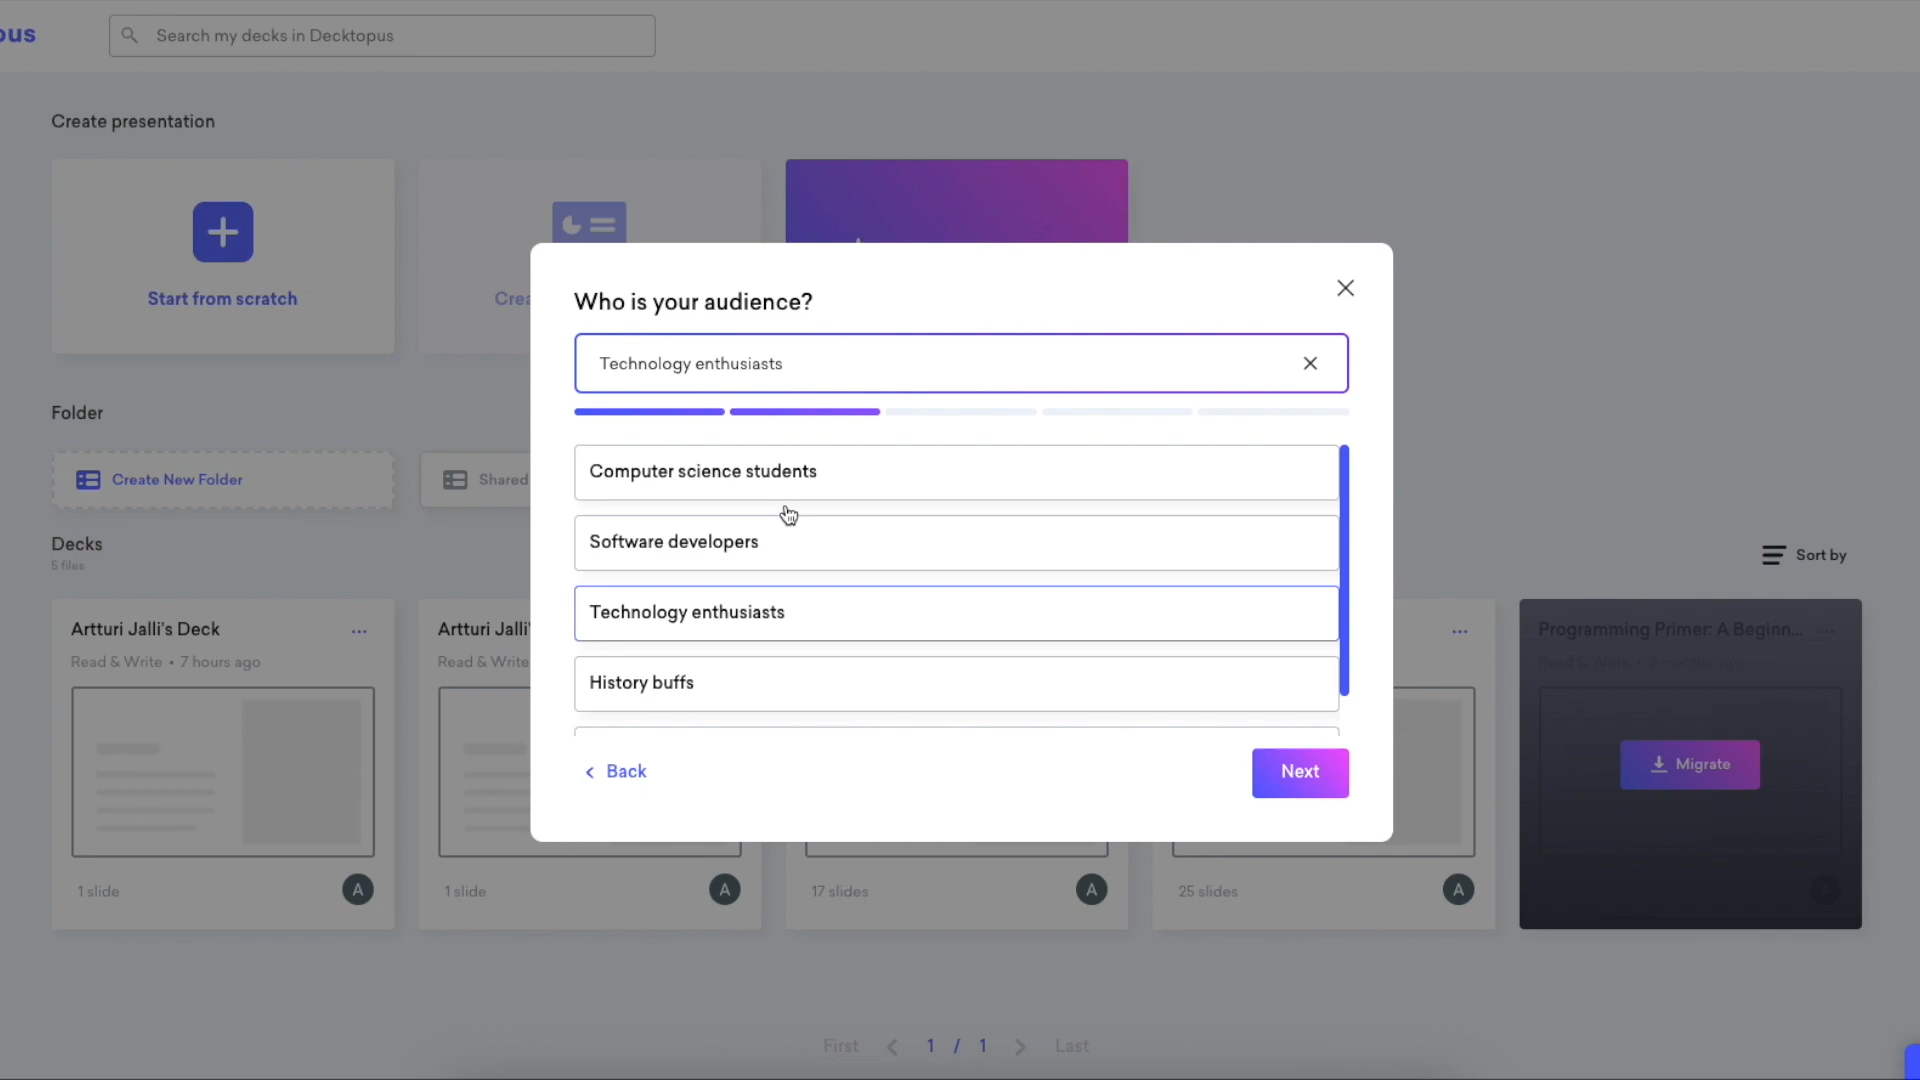 ous
Search my decks in Decktopus
Create presentation
Start from scratch
Crea
Who is your audience?
Technology enthusiasts
Computer science students
Software developers
Technology enthusiasts
History buffs
Back
Next
Folder
Create New Folder
Shared
Decks
5 files
Sort by
Artturi Jalli's Deck
Read & Write • 7 hours ago
1 slide
A
Artturi Jalli'
Read & Write
1 slide
A
17 slides
A
25 slides
A
Programming Primer: A Beginn...
Migrate
A
First
1 / 1
Last